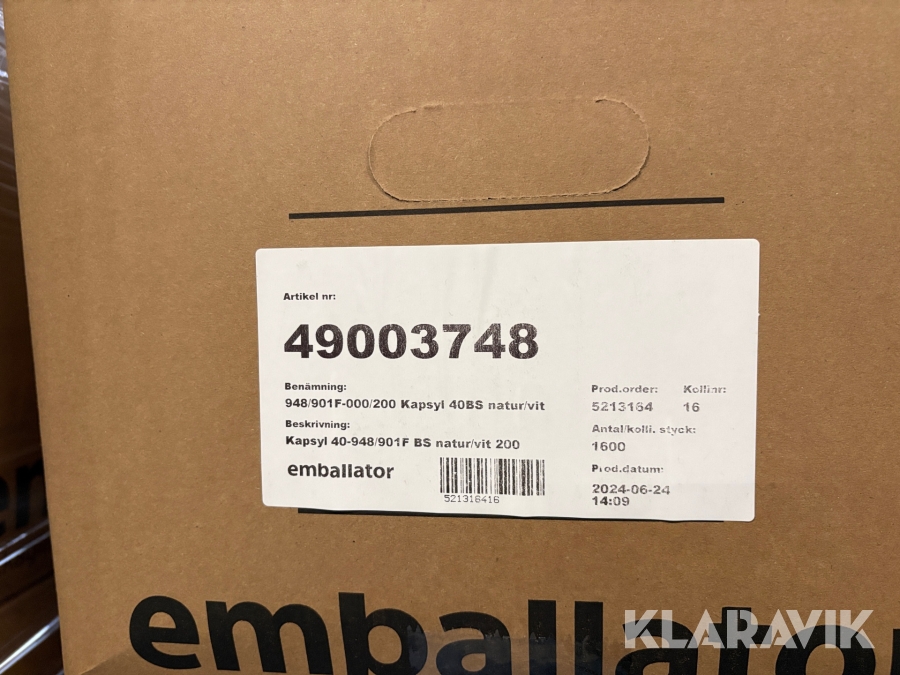 Artikel nr:
49003748
Benämning:
948/901F-000/200 Kapsyl 40BS natur/vit
Beskrivning:
Kapsyl 40-948/901F BS natur/vit 200
emballator
521316416
Prod.order: Kollinr:
5213164 16
Antal/kolli. styck:
1600
Prod.datum:
2024-06-24
14:09
emballator
KLARAVIK